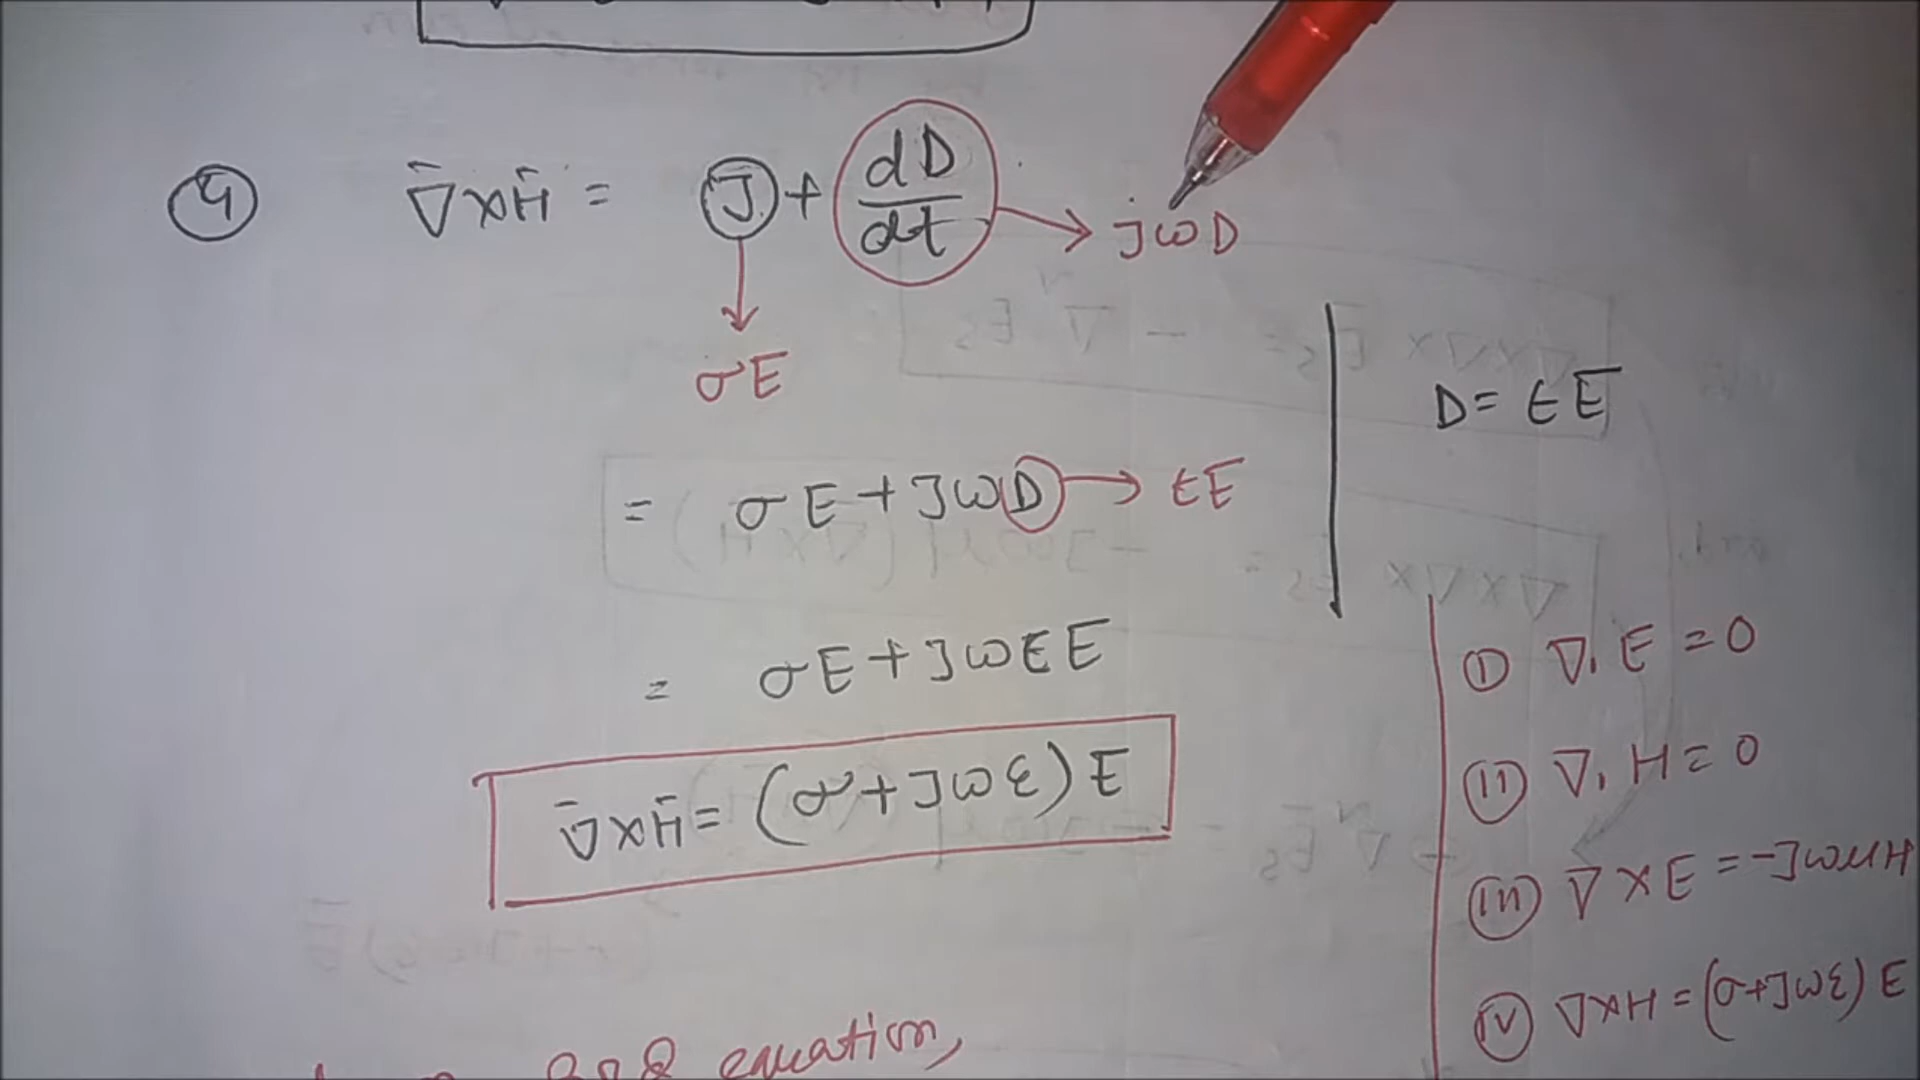 ④ ∇̄×H̄ = J + dD/dt → jωD
σE
D = εE
= σE + jωD → εE
= σE + jωεE
∇̄×H̄ = (σ + jωε)E
(i) ∇. E = 0
(ii) ∇. H = 0
(iii) ∇ × E = -jωμH
(iv) ∇×H = (σ+jωε) E
equation,